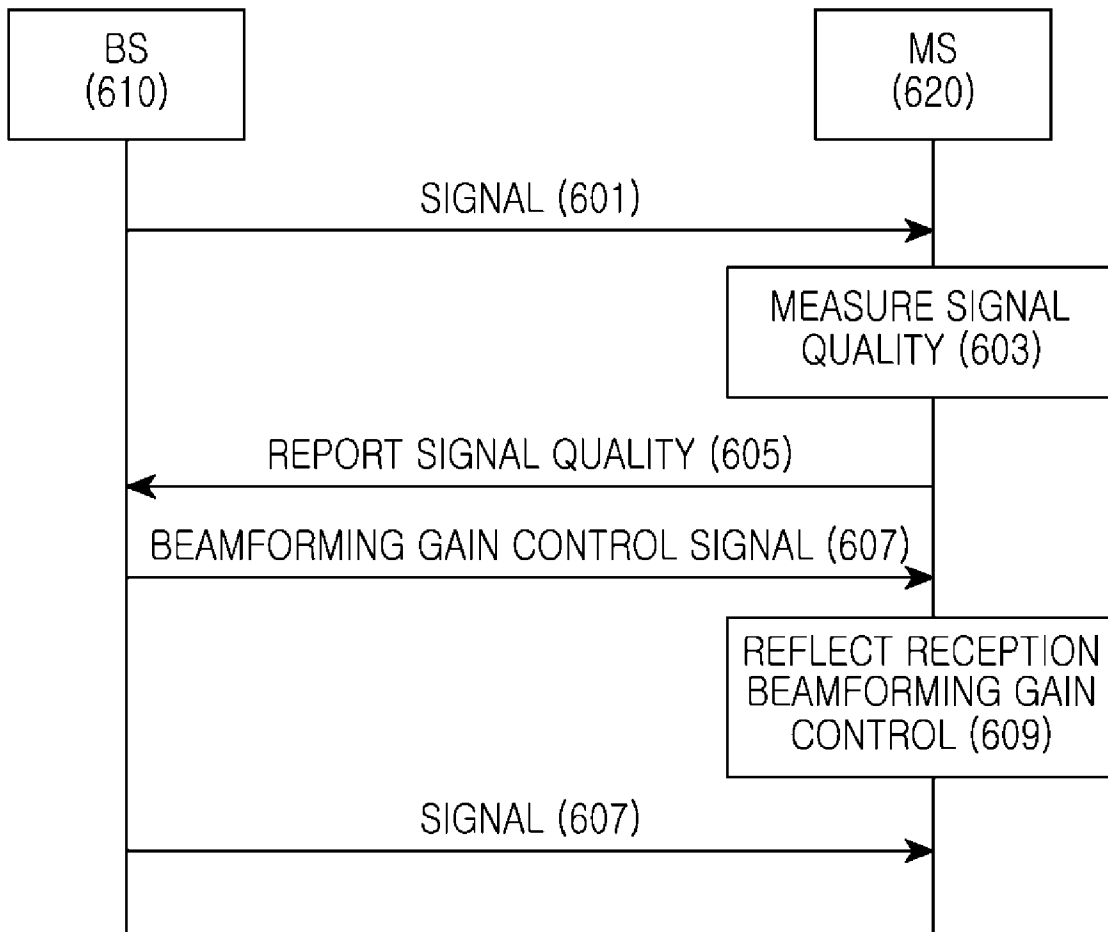 BS
(610)
MS
(620)
SIGNAL (601)
MEASURE SIGNAL
QUALITY (603)
REPORT SIGNAL QUALITY (605)
BEAMFORMING GAIN CONTROL SIGNAL (607)
REFLECT RECEPTION
BEAMFORMING GAIN
CONTROL (609)
SIGNAL (607)